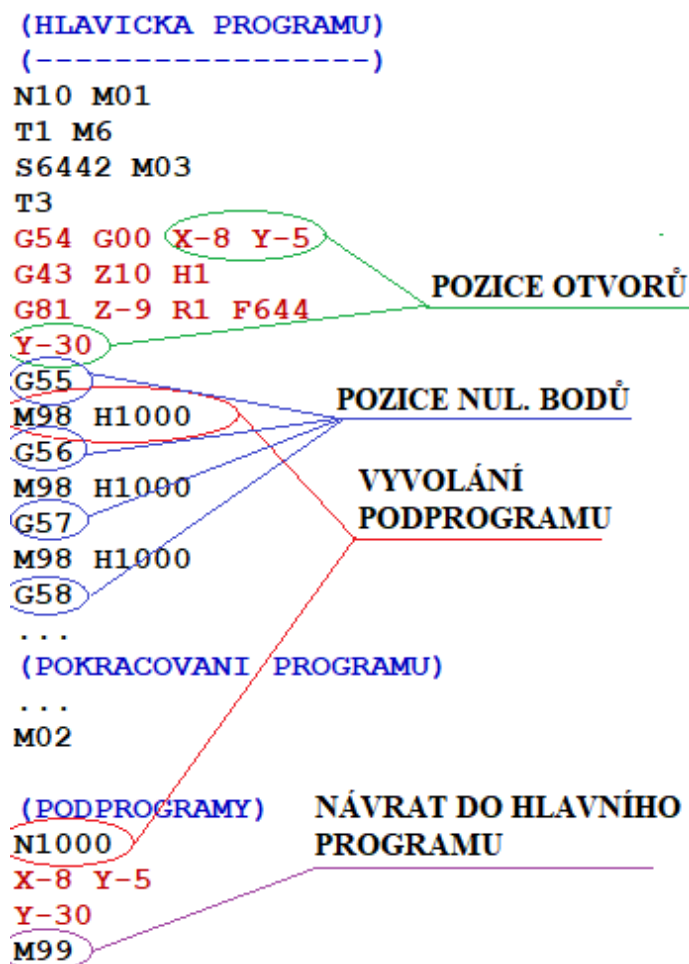 (HLAVICKA PROGRAMU)
(-----------------)
N10 M01
T1 M6
S6442 M03
T3
G54 G00 X-8 Y-5
G43 Z10 H1
POZICE OTVORŮ
G81 Z-9 R1 F644
Y-30
G55
POZICE NUL. BODŮ
M98 H1000
G56
M98 H1000
VYVOLÁNÍ
PODPROGRAMU
G57
M98 H1000
G58
...
(POKRACOVANI PROGRAMU)
...
M02
(PODPROGRAMY)
NÁVRAT DO HLAVNÍHO
PROGRAMU
N1000
X-8 Y-5
Y-30
M99